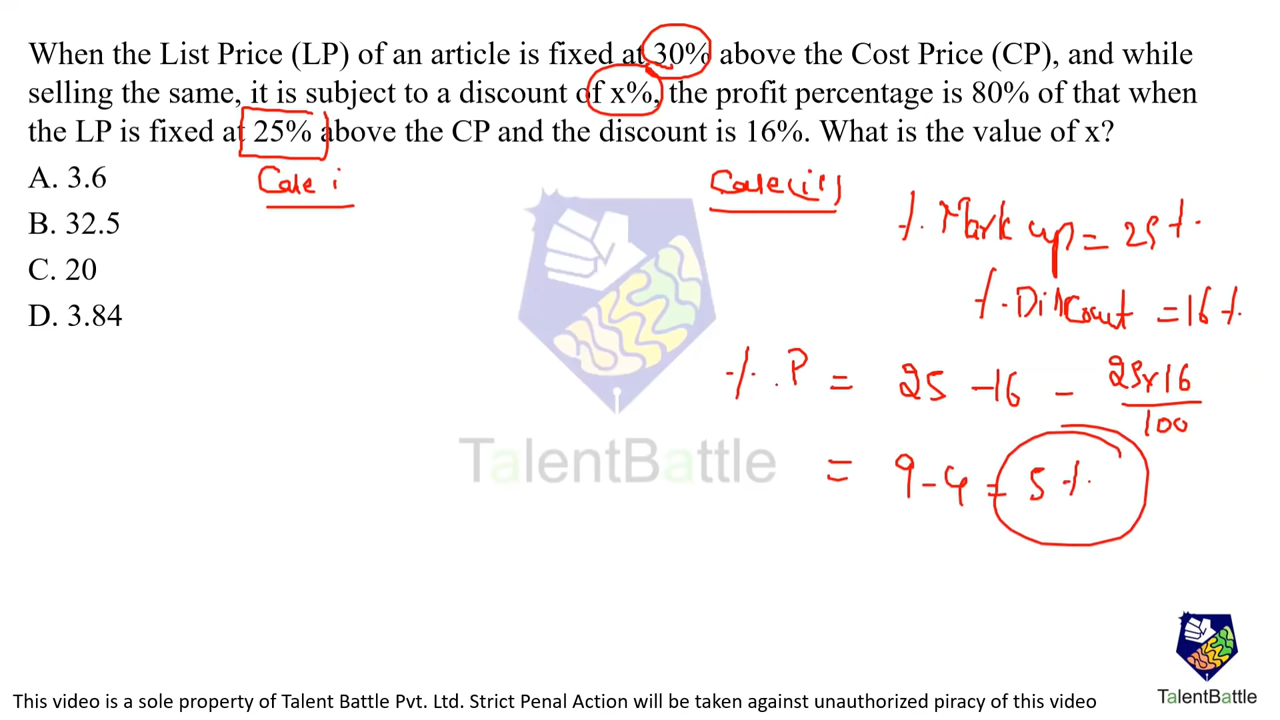 When the List Price (LP) of an article is fixed at 30% above the Cost Price (CP), and while
selling the same, it is subject to a discount of x%, the profit percentage is 80% of that when
the LP is fixed at 25% above the CP and the discount is 16%. What is the value of x?
A. 3.6
B. 32.5
C. 20
D. 3.84
Case i
Case (ii)
% Mark up = 25%
% Discount = 16%
% P = 25 - 16 - 25x16/100
= 9 - 4 = 5%
TalentBattle
TalentBattle
This video is a sole property of Talent Battle Pvt. Ltd. Strict Penal Action will be taken against unauthorized piracy of this video